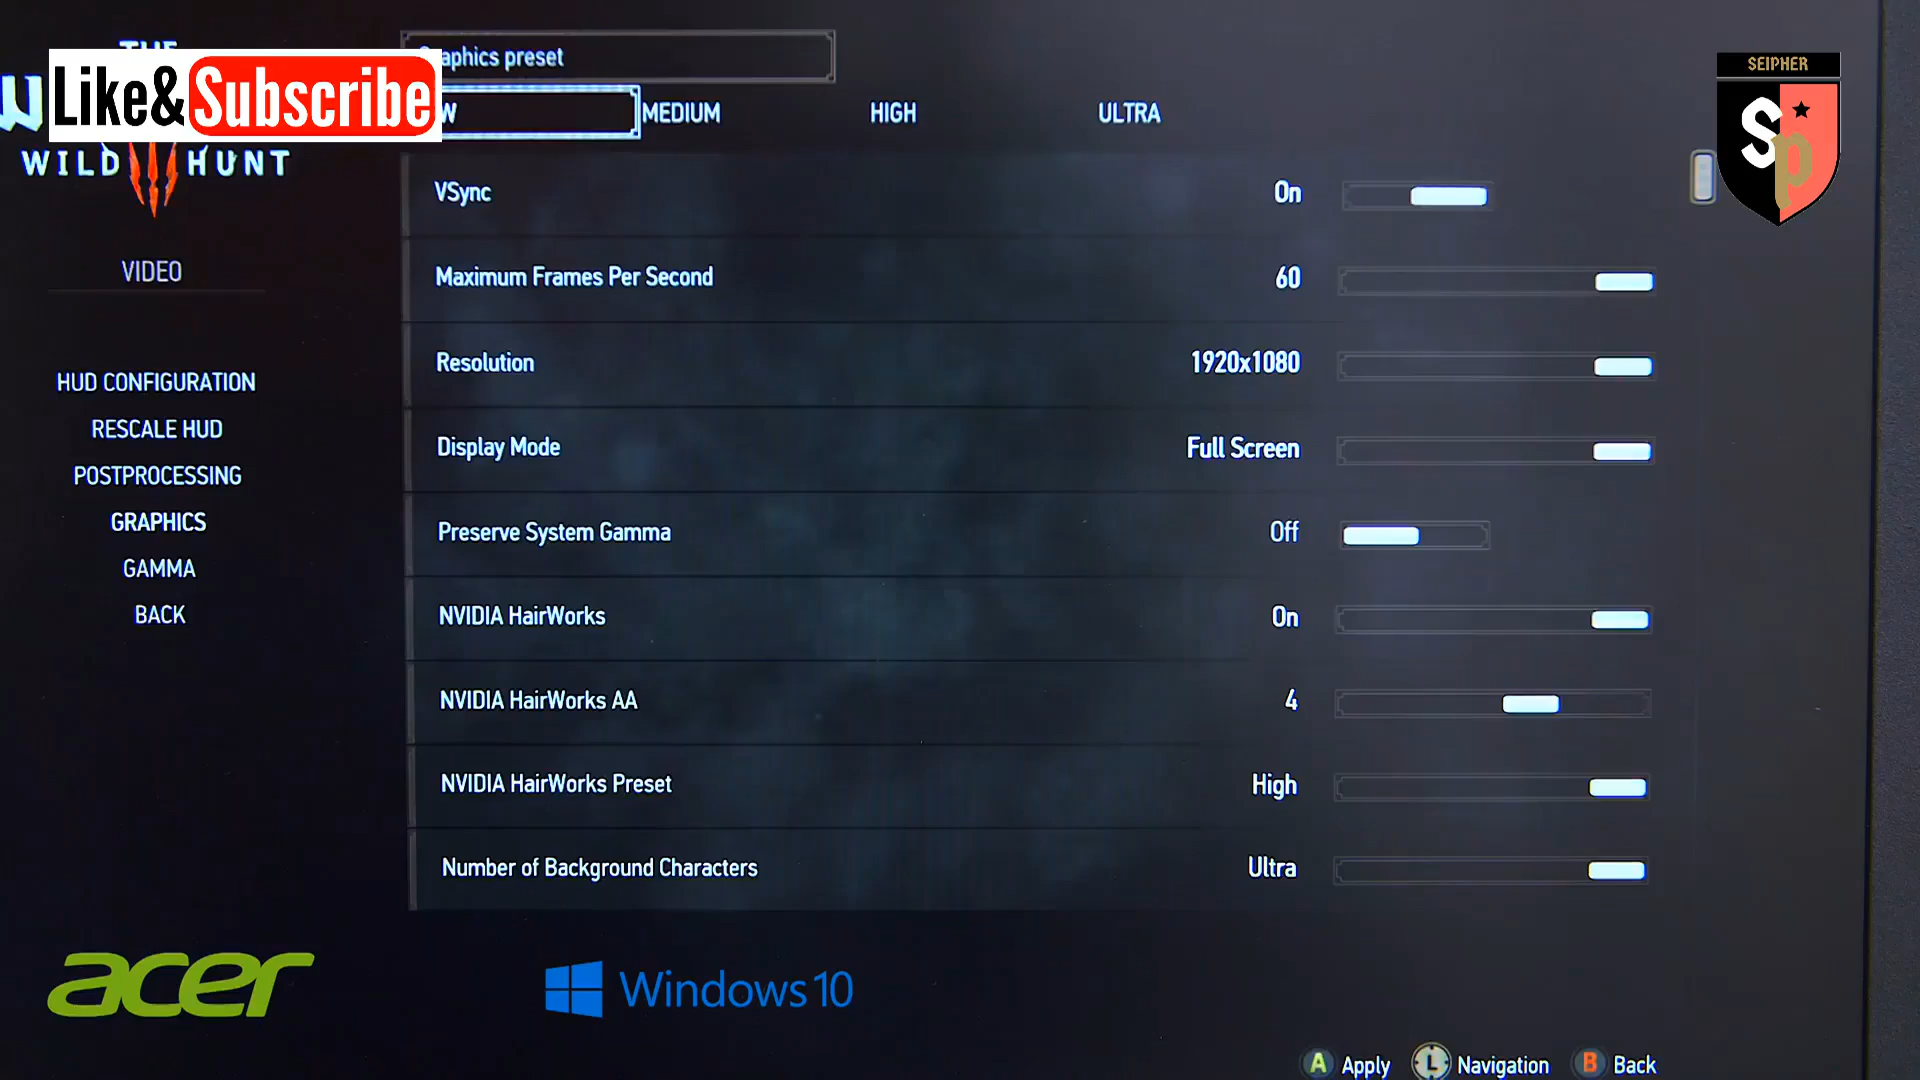 THE
Like&Subscribe
WILD HUNT
SEIPHER
Sp
VIDEO
HUD CONFIGURATION
RESCALE HUD
POSTPROCESSING
GRAPHICS
GAMMA
BACK
aphics preset
W MEDIUM HIGH ULTRA
VSync On
Maximum Frames Per Second 60
Resolution 1920x1080
Display Mode Full Screen
Preserve System Gamma Off
NVIDIA HairWorks On
NVIDIA HairWorks AA 4
NVIDIA HairWorks Preset High
Number of Background Characters Ultra
acer
Windows 10
A Apply L Navigation B Back